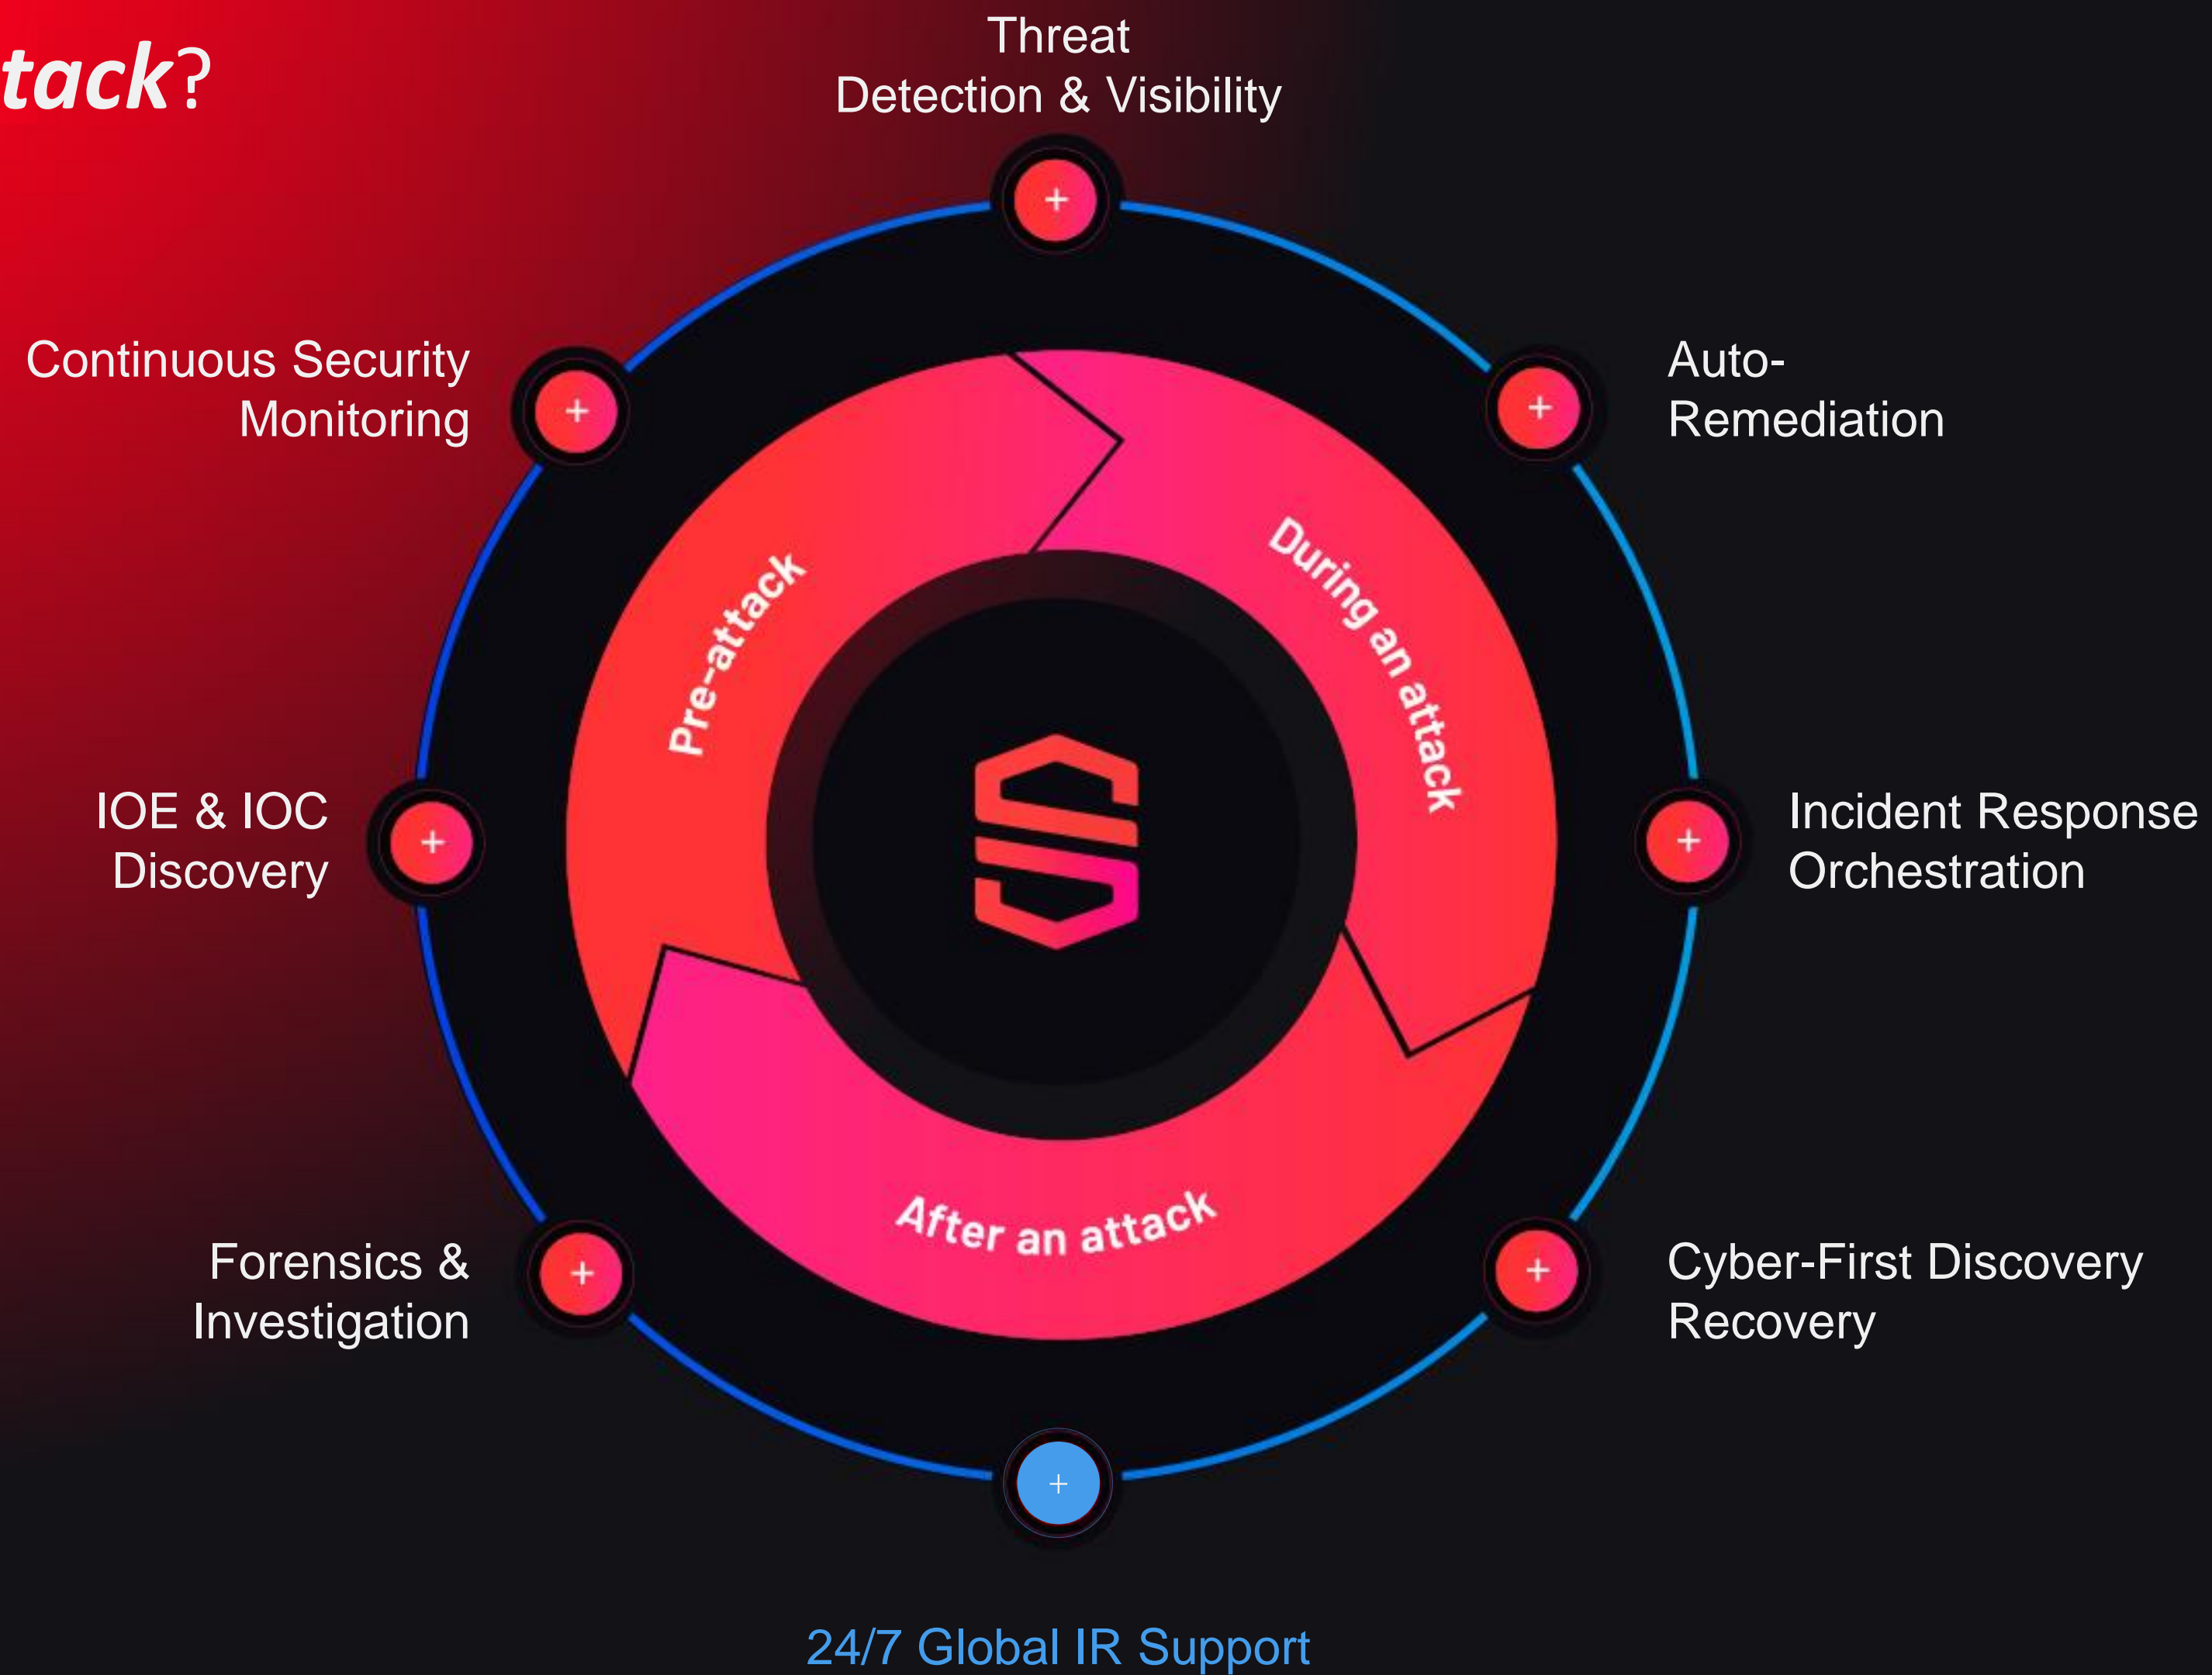 tack?
Threat
Detection & Visibility
Continuous Security
Monitoring
Auto-
Remediation
Pre-attack
During an attack
IOE & IOC
Discovery
Incident Response
Orchestration
After an attack
Forensics &
Investigation
Cyber-First Discovery
Recovery
24/7 Global IR Support